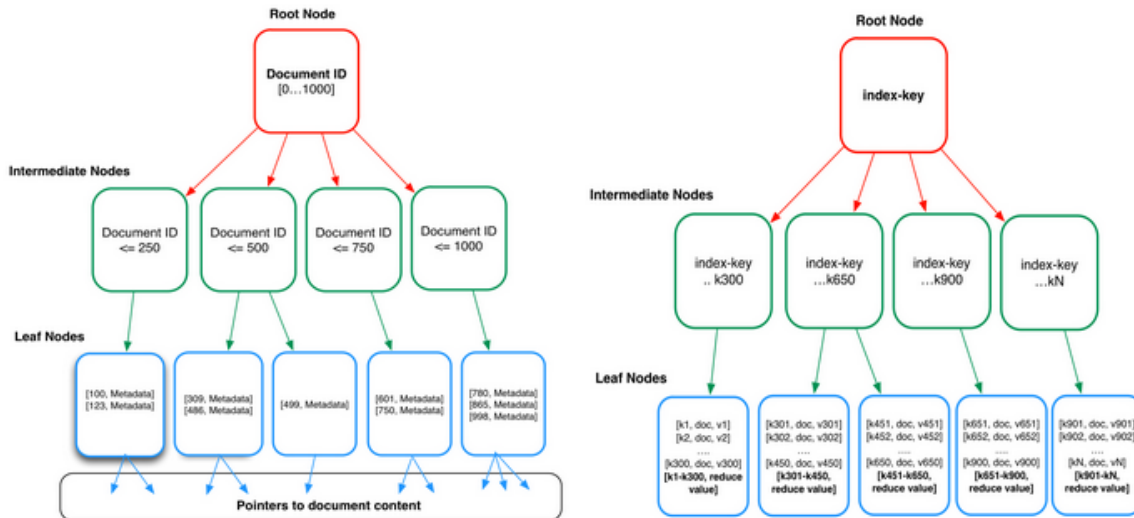 Root Node
Document ID
[0...1000]
Intermediate Nodes
Document ID
<= 250
Document ID
<= 500
Document ID
<= 750
Document ID
<= 1000
Leaf Nodes
[100, Metadata]
[123, Metadata]
[309, Metadata]
[486, Metadata]
[499, Metadata]
[601, Metadata]
[750, Metadata]
[780, Metadata]
[865, Metadata]
[998, Metadata]
Pointers to document content
Root Node
index-key
Intermediate Nodes
index-key
.. k300
index-key
...k650
index-key
...k900
index-key
...kN
Leaf Nodes
[k1, doc, v1]
[k2, doc, v2]
....
[k300, doc, v300]
[k1-k300, reduce
value]
[k301, doc, v301]
[k302, doc, v302]
....
[k450, doc, v450]
[k301-k450,
reduce value]
[k451, doc, v451]
[k452, doc, v452]
....
[k650, doc, v650]
[k451-k650,
reduce value]
[k651, doc, v651]
[k652, doc, v652]
....
[k900, doc, v900]
[k651-k900,
reduce value]
[k901, doc, v901]
[k902, doc, v902]
....
[kN, doc, vN]
[k901-kN,
reduce value]